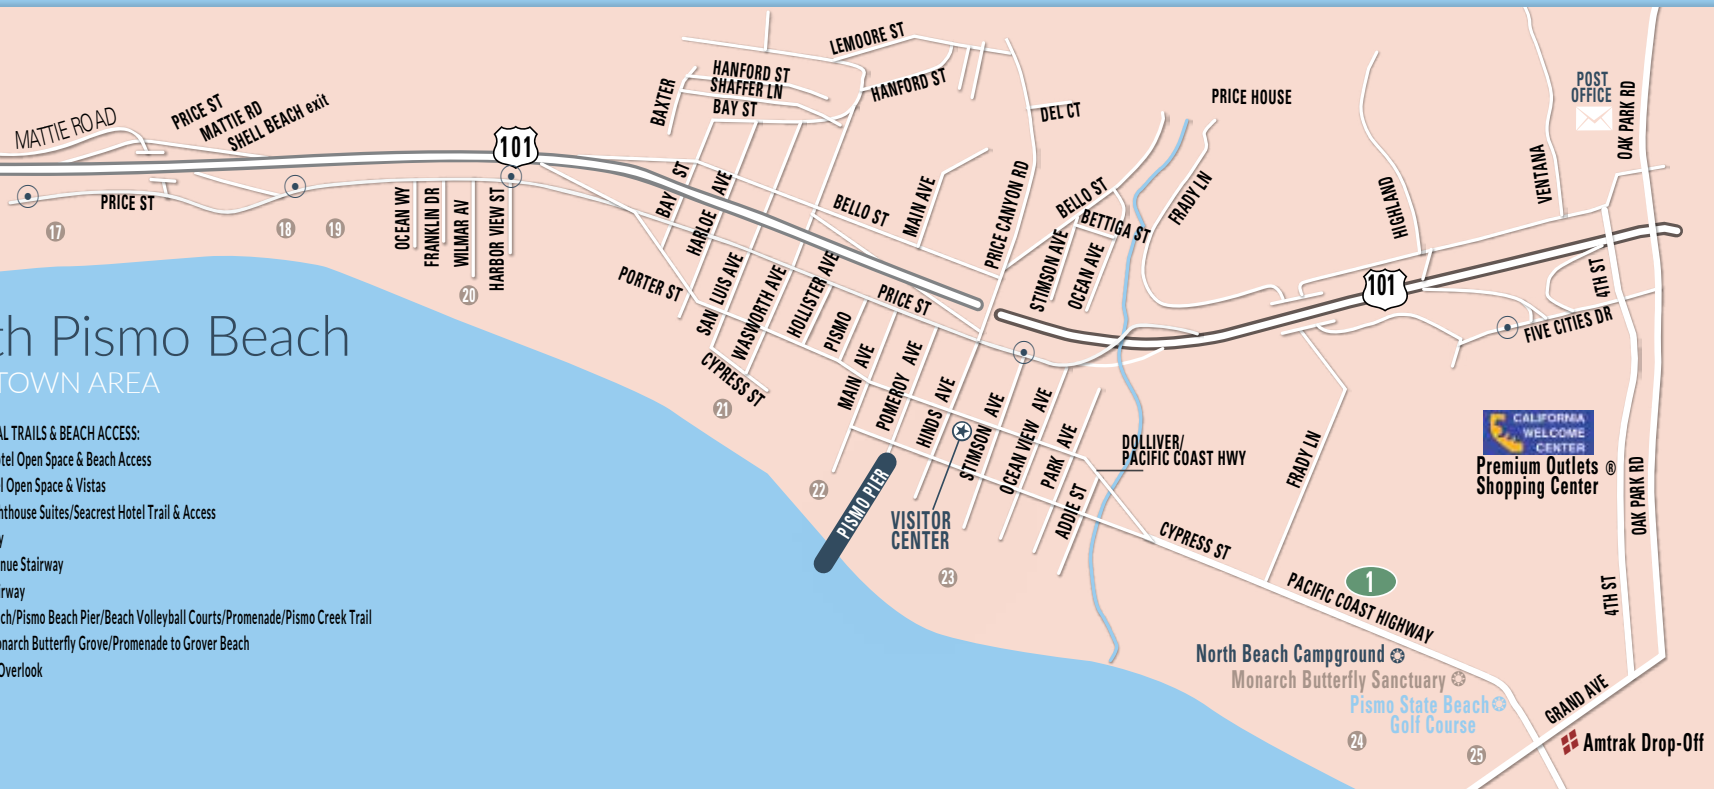 LEMOORE ST
HANFORD ST
SHAFFER LN
BAY ST
HANFORD ST
BAXTER
DEL CT
PRICE HOUSE
POST
OFFICE
OAK PARK RD
MATTIE ROAD
PRICE ST
MATTIE RD
SHELL BEACH exit
101
PRICE ST
17
18
19
OCEAN WY
FRANKLIN DR
WILMAR AV
HARBOR VIEW ST
20
BAY ST
HARLOE AVE
BELLO ST
MAIN AVE
PRICE CANYON RD
BELLO ST
BETTIGA ST
STIMSON AVE
OCEAN AVE
FRADY LN
HIGHLAND
VENTANA
101
4TH ST
FIVE CITIES DR
PORTER ST
SAN LUIS AVE
WASWORTH AVE
HOLLISTER AVE
PISMO
PRICE ST
CYPRESS ST
21
MAIN AVE
POMEROY AVE
HINDS AVE
STIMSON AVE
OCEAN VIEW AVE
PARK AVE
ADDIE ST
DOLLIVER/
PACIFIC COAST HWY
FRADY LN
CALIFORNIA
WELCOME
CENTER
Premium Outlets ®
Shopping Center
OAK PARK RD
4TH ST
22
PISMO PIER
VISITOR
CENTER
23
CYPRESS ST
1
PACIFIC COAST HIGHWAY
North Beach Campground
Monarch Butterfly Sanctuary
Pismo State Beach
Golf Course
24
25
GRAND AVE
Amtrak Drop-Off
th Pismo Beach
TOWN AREA
AL TRAILS & BEACH ACCESS:
otel Open Space & Beach Access
el Open Space & Vistas
hthouse Suites/Seacrest Hotel Trail & Access
y
nue Stairway
irway
ch/Pismo Beach Pier/Beach Volleyball Courts/Promenade/Pismo Creek Trail
onarch Butterfly Grove/Promenade to Grover Beach
Overlook